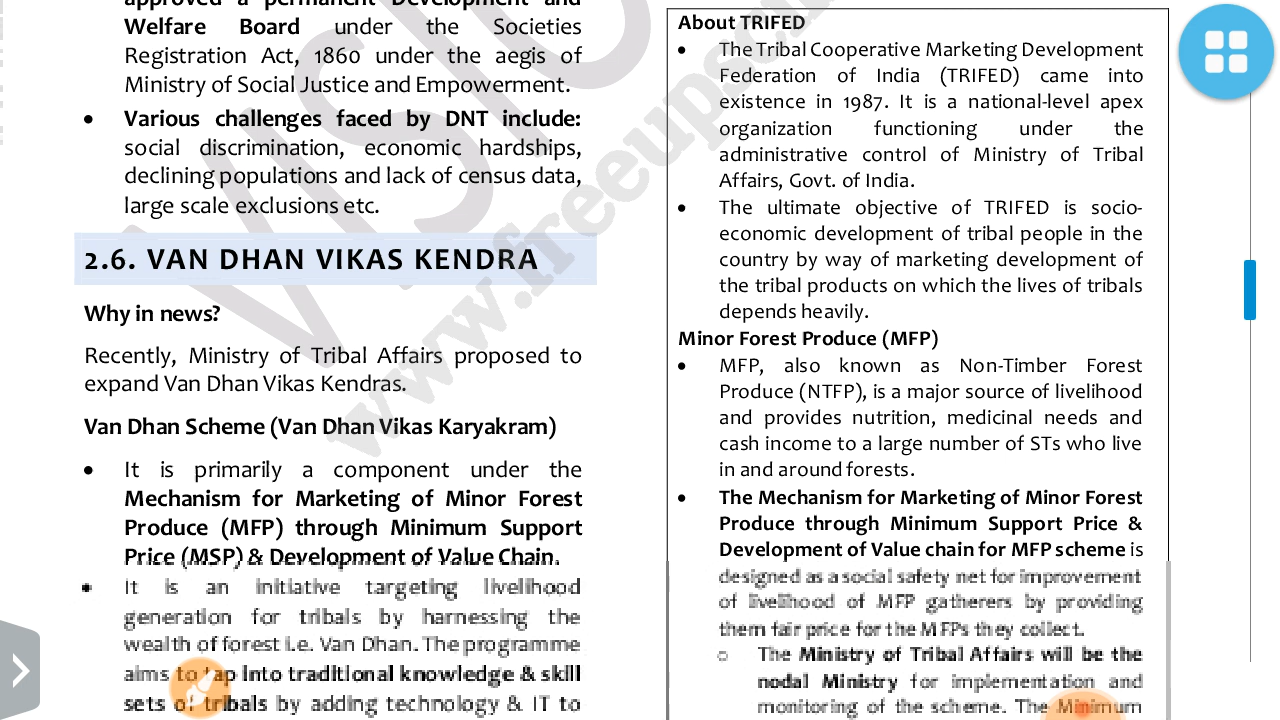 approved a permanent Development and
Welfare Board under the Societies
Registration Act, 1860 under the aegis of
Ministry of Social Justice and Empowerment.
• Various challenges faced by DNT include:
social discrimination, economic hardships,
declining populations and lack of census data,
large scale exclusions etc.
2.6. VAN DHAN VIKAS KENDRA
Why in news?
Recently, Ministry of Tribal Affairs proposed to
expand Van Dhan Vikas Kendras.
Van Dhan Scheme (Van Dhan Vikas Karyakram)
• It is primarily a component under the
Mechanism for Marketing of Minor Forest
Produce (MFP) through Minimum Support
Price (MSP) & Development of Value Chain.
• It is an initiative targeting livelihood
generation for tribals by harnessing the
wealth of forest i.e. Van Dhan. The programme
aims to tap into traditional knowledge & skill
sets of tribals by adding technology & IT to
About TRIFED
• The Tribal Cooperative Marketing Development
Federation of India (TRIFED) came into
existence in 1987. It is a national-level apex
organization functioning under the
administrative control of Ministry of Tribal
Affairs, Govt. of India.
• The ultimate objective of TRIFED is socio-
economic development of tribal people in the
country by way of marketing development of
the tribal products on which the lives of tribals
depends heavily.
Minor Forest Produce (MFP)
• MFP, also known as Non-Timber Forest
Produce (NTFP), is a major source of livelihood
and provides nutrition, medicinal needs and
cash income to a large number of STs who live
in and around forests.
• The Mechanism for Marketing of Minor Forest
Produce through Minimum Support Price &
Development of Value chain for MFP scheme is
designed as a social safety net for improvement
of livelihood of MFP gatherers by providing
them fair price for the MFPs they collect.
o The Ministry of Tribal Affairs will be the
nodal Ministry for implementation and
monitoring of the scheme. The Minimum